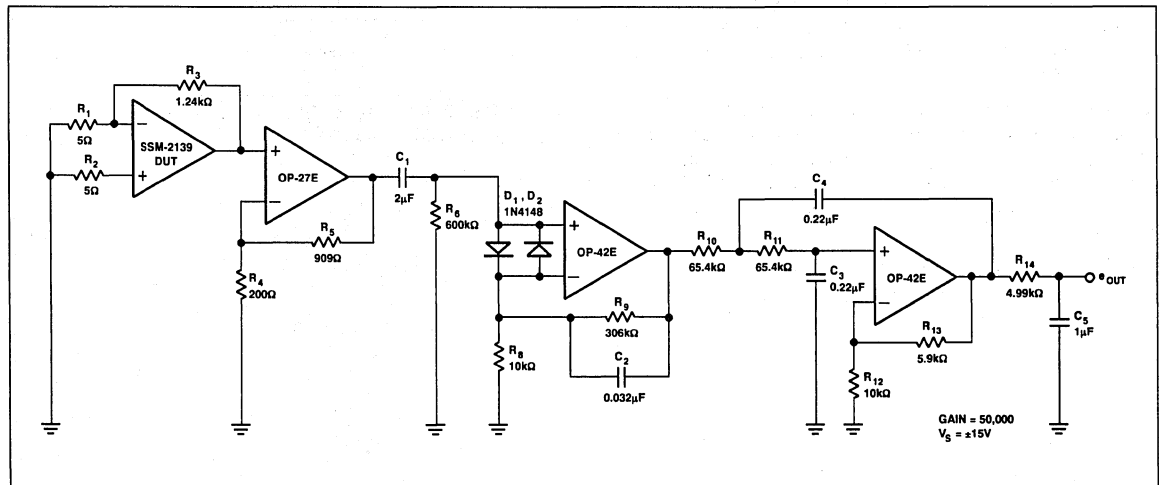 R3
1.24kΩ
R1
5Ω
−
SSM-2139
DUT
+
R2
5Ω
+
OP-27E
−
C1
2μF
R5
909Ω
R4
200Ω
R6
600kΩ
D1, D2
1N4148
+
OP-42E
−
R9
306kΩ
R8
10kΩ
C2
0.032μF
R10
65.4kΩ
R11
65.4kΩ
C4
0.22μF
C3
0.22μF
+
OP-42E
−
R13
5.9kΩ
R12
10kΩ
R14
4.99kΩ
eOUT
C5
1μF
GAIN = 50,000
VS = ±15V